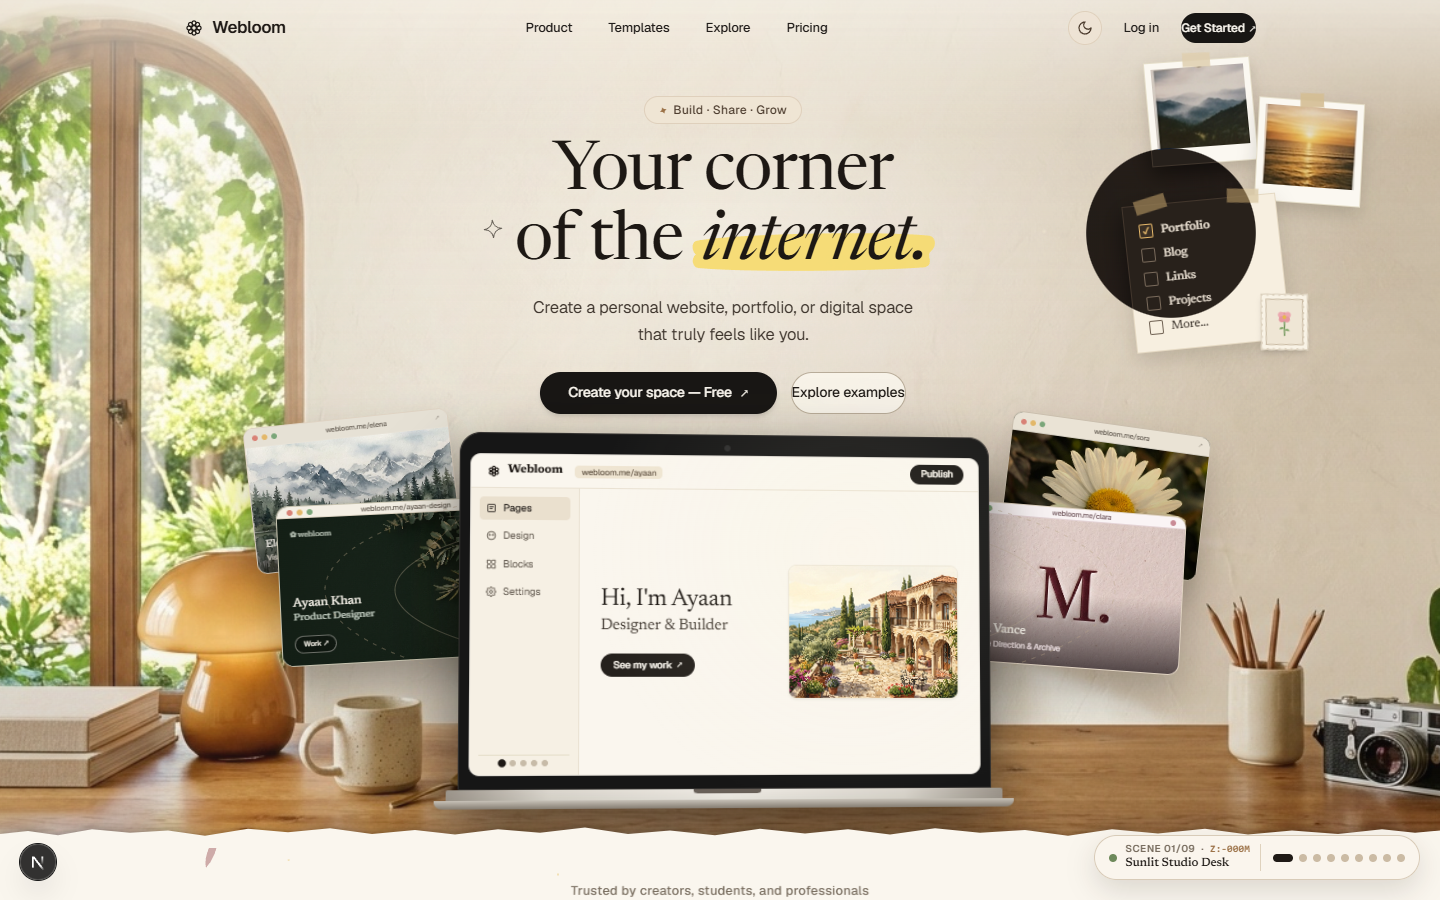 Webloom
Product
Templates
Explore
Pricing
Log in
Get Started ↗
Build · Share · Grow
Your corner
of the internet.
Create a personal website, portfolio, or digital space
that truly feels like you.
Create your space — Free ↗
Explore examples
Portfolio
Blog
Links
Projects
More...
webloom.me/elena
webloom.me/ayaan-design
webloom
Ayaan Khan
Product Designer
Work ↗
Webloom
webloom.me/ayaan
Publish
Pages
Design
Blocks
Settings
Hi, I'm Ayaan
Designer & Builder
See my work ↗
webloom.me/sora
webloom.me/clara
M.
Vance
Direction & Archive
N
SCENE 01/09 · Z:-000M
Sunlit Studio Desk
Trusted by creators, students, and professionals